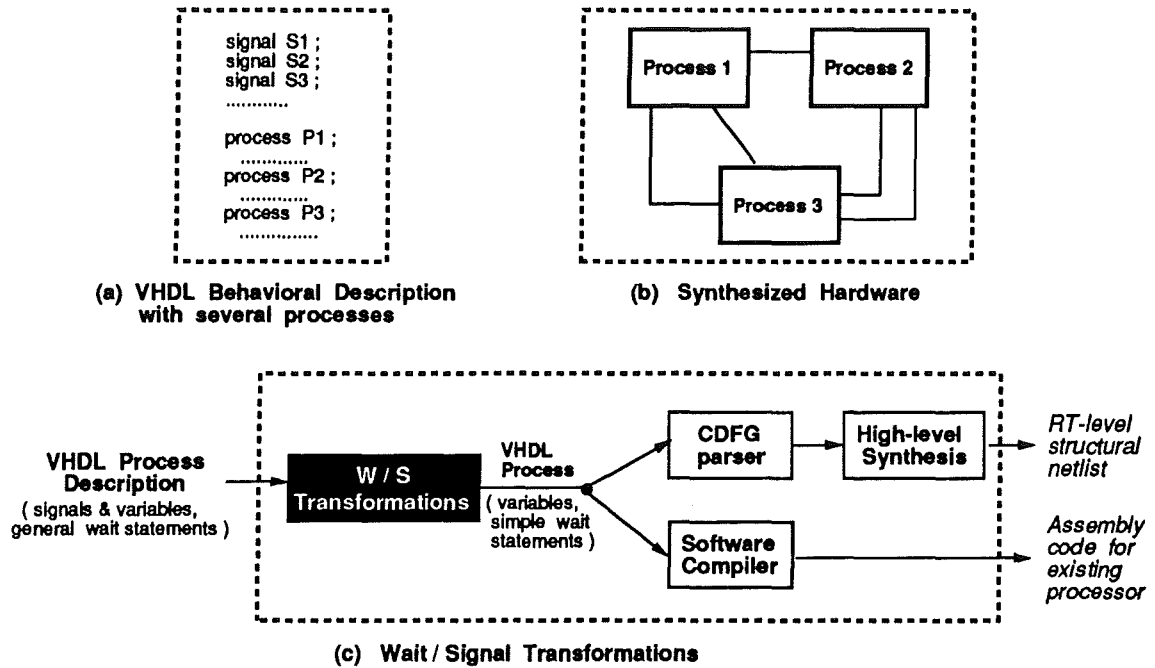 signal S1 ;
signal S2 ;
signal S3 ;
..............
process P1 ;
..............
process P2 ;
..............
process P3 ;
................
(a) VHDL Behavioral Description
with several processes
Process 1
Process 2
Process 3
(b) Synthesized Hardware
VHDL Process
Description
( signals & variables,
general wait statements )
W / S
Transformations
VHDL
Process
( variables,
simple wait
statements )
CDFG
parser
High-level
Synthesis
RT-level
structural
netlist
Software
Compiler
Assembly
code for
existing
processor
(c) Wait / Signal Transformations